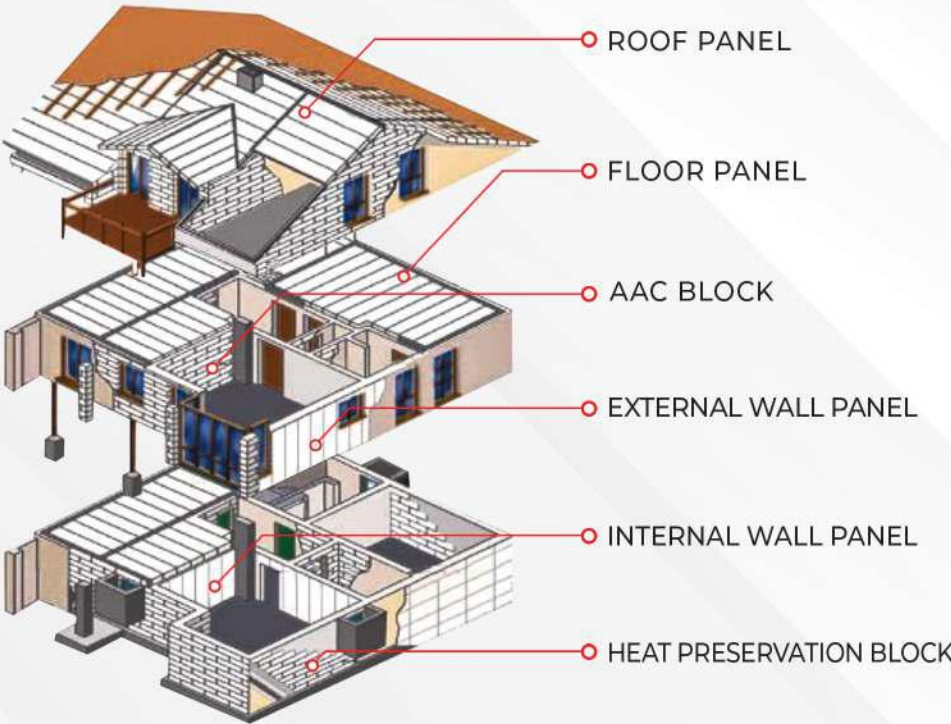 ROOF PANEL
FLOOR PANEL
AAC BLOCK
EXTERNAL WALL PANEL
INTERNAL WALL PANEL
HEAT PRESERVATION BLOCK